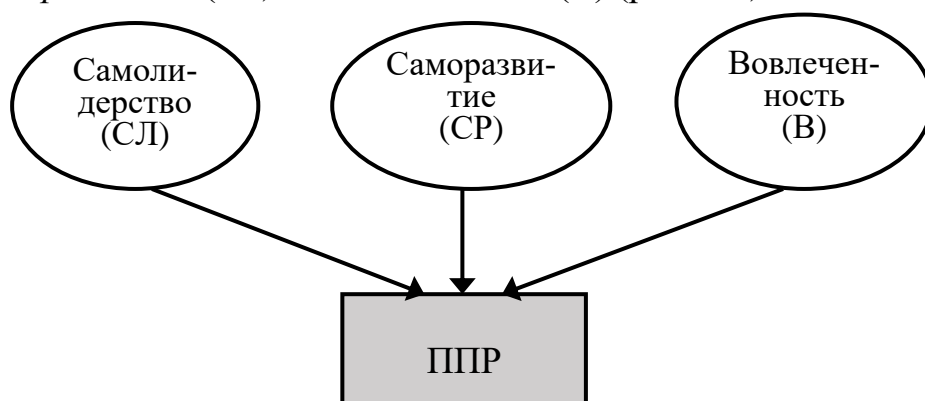 Самоли-
дерство
(СЛ)
Саморазви-
тие
(СР)
Вовлечен-
ность
(В)
ППР